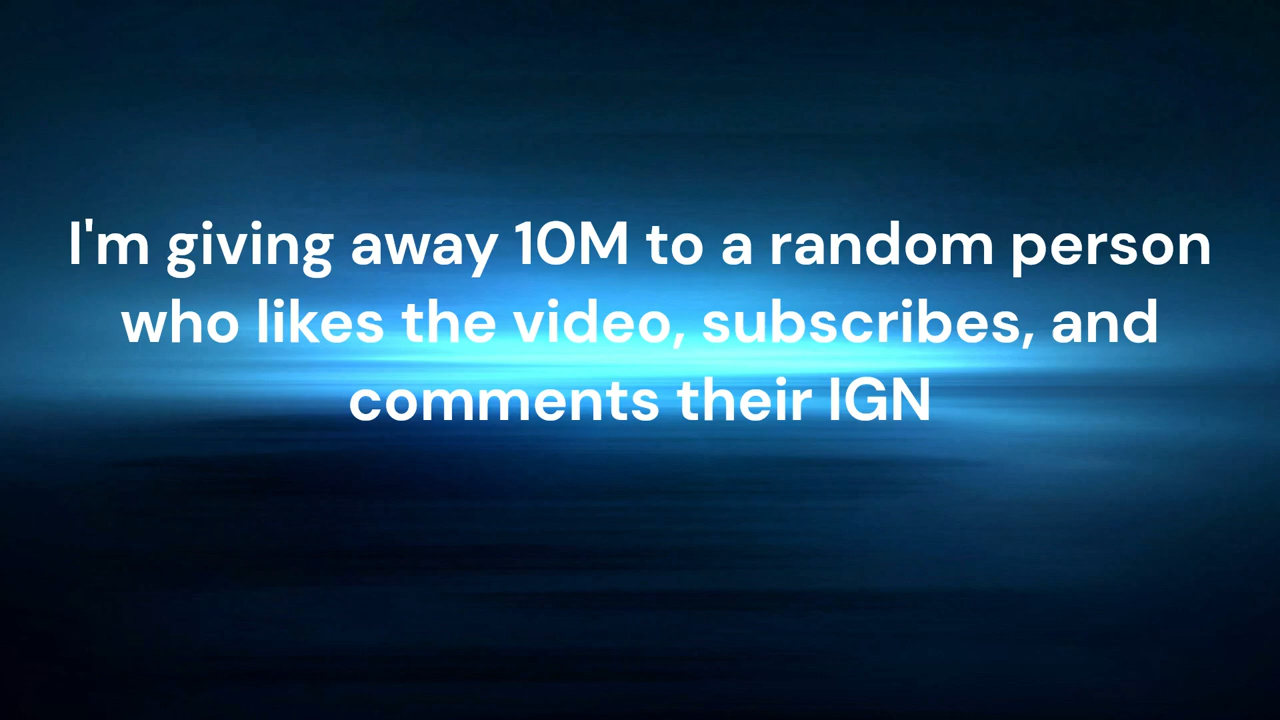 I'm giving away 10M to a random person
who likes the video, subscribes, and
comments their IGN